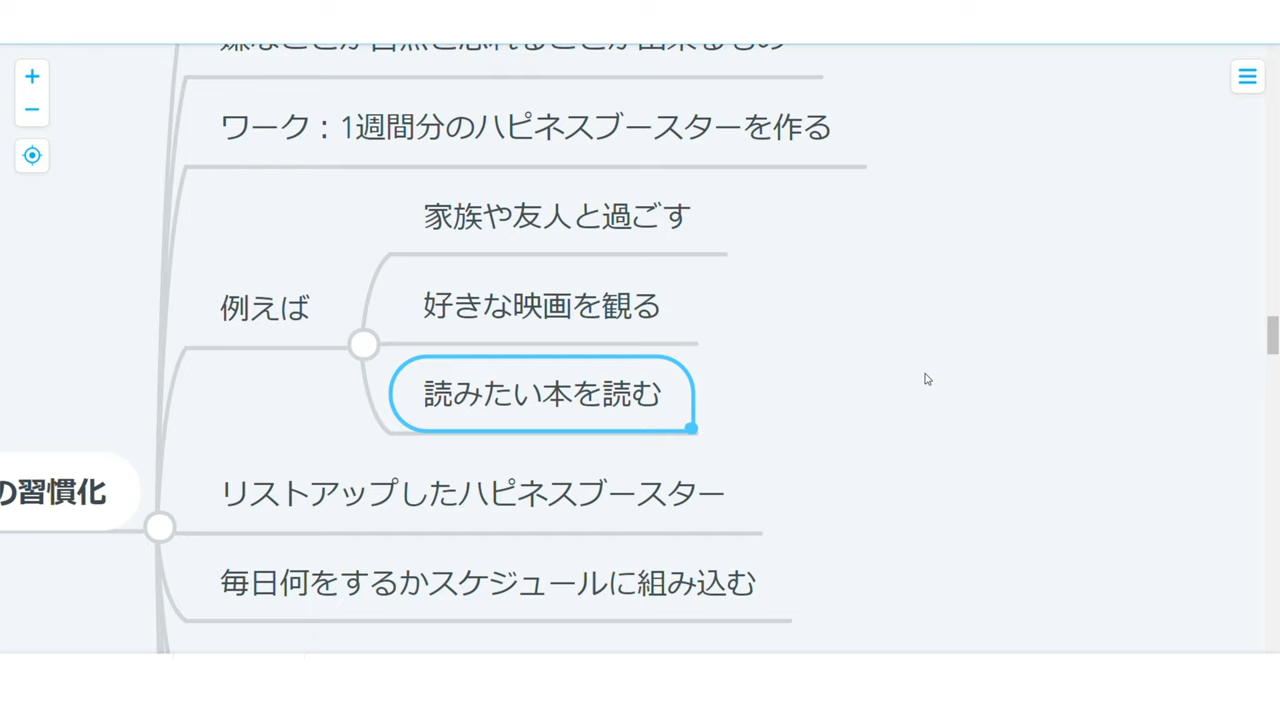 ワーク：1週間分のハピネスブースターを作る
家族や友人と過ごす
例えば
好きな映画を観る
読みたい本を読む
の習慣化
リストアップしたハピネスブースター
毎日何をするかスケジュールに組み込む